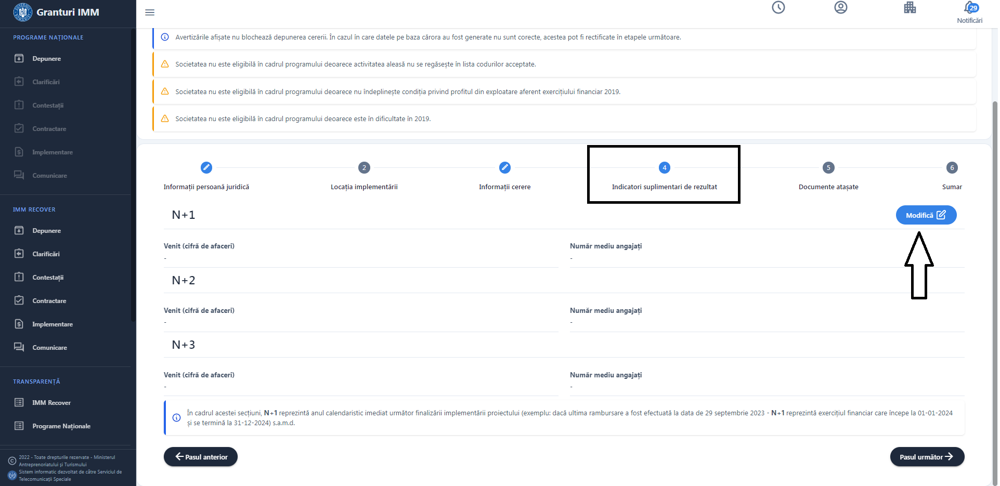 Granturi IMM
PROGRAME NAȚIONALE
Depunere
Clarificări
Contestații
Contractare
Implementare
Comunicare
IMM RECOVER
Depunere
Clarificări
Contestații
Contractare
Implementare
Comunicare
TRANSPARENȚĂ
IMM Recover
Programe Naționale
2022 - Toate drepturile rezervate - Ministerul
Antreprenoriatului și Turismului
Sistem informatic dezvoltat de către Serviciul de
Telecomunicații Speciale
29
Notificări
Avertizările afișate nu blochează depunerea cererii. În cazul în care datele pe baza cărora au fost generate nu sunt corecte, acestea pot fi rectificate în etapele următoare.
Societatea nu este eligibilă în cadrul programului deoarece activitatea aleasă nu se regăsește în lista codurilor acceptate.
Societatea nu este eligibilă în cadrul programului deoarece nu îndeplinește condiția privind profitul din exploatare aferent exercițiului financiar 2019.
Societatea nu este eligibilă în cadrul programului deoarece este în dificultate în 2019.
2 4 5 6
Informații persoană juridică Locația implementării Informații cerere Indicatori suplimentari de rezultat Documente atașate Sumar
N+1 Modifică
Venit (cifră de afaceri) Număr mediu angajați
- -
N+2
Venit (cifră de afaceri) Număr mediu angajați
- -
N+3
Venit (cifră de afaceri) Număr mediu angajați
- -
În cadrul acestei secțiuni, N+1 reprezintă anul calendaristic imediat următor finalizării implementării proiectului (exemplu: dacă ultima rambursare a fost efectuată la data de 29 septembrie 2023 - N+1 reprezintă exercițiul financiar care începe la 01-01-2024
și se termină la 31-12-2024) s.a.m.d.
Pasul anterior Pasul următor